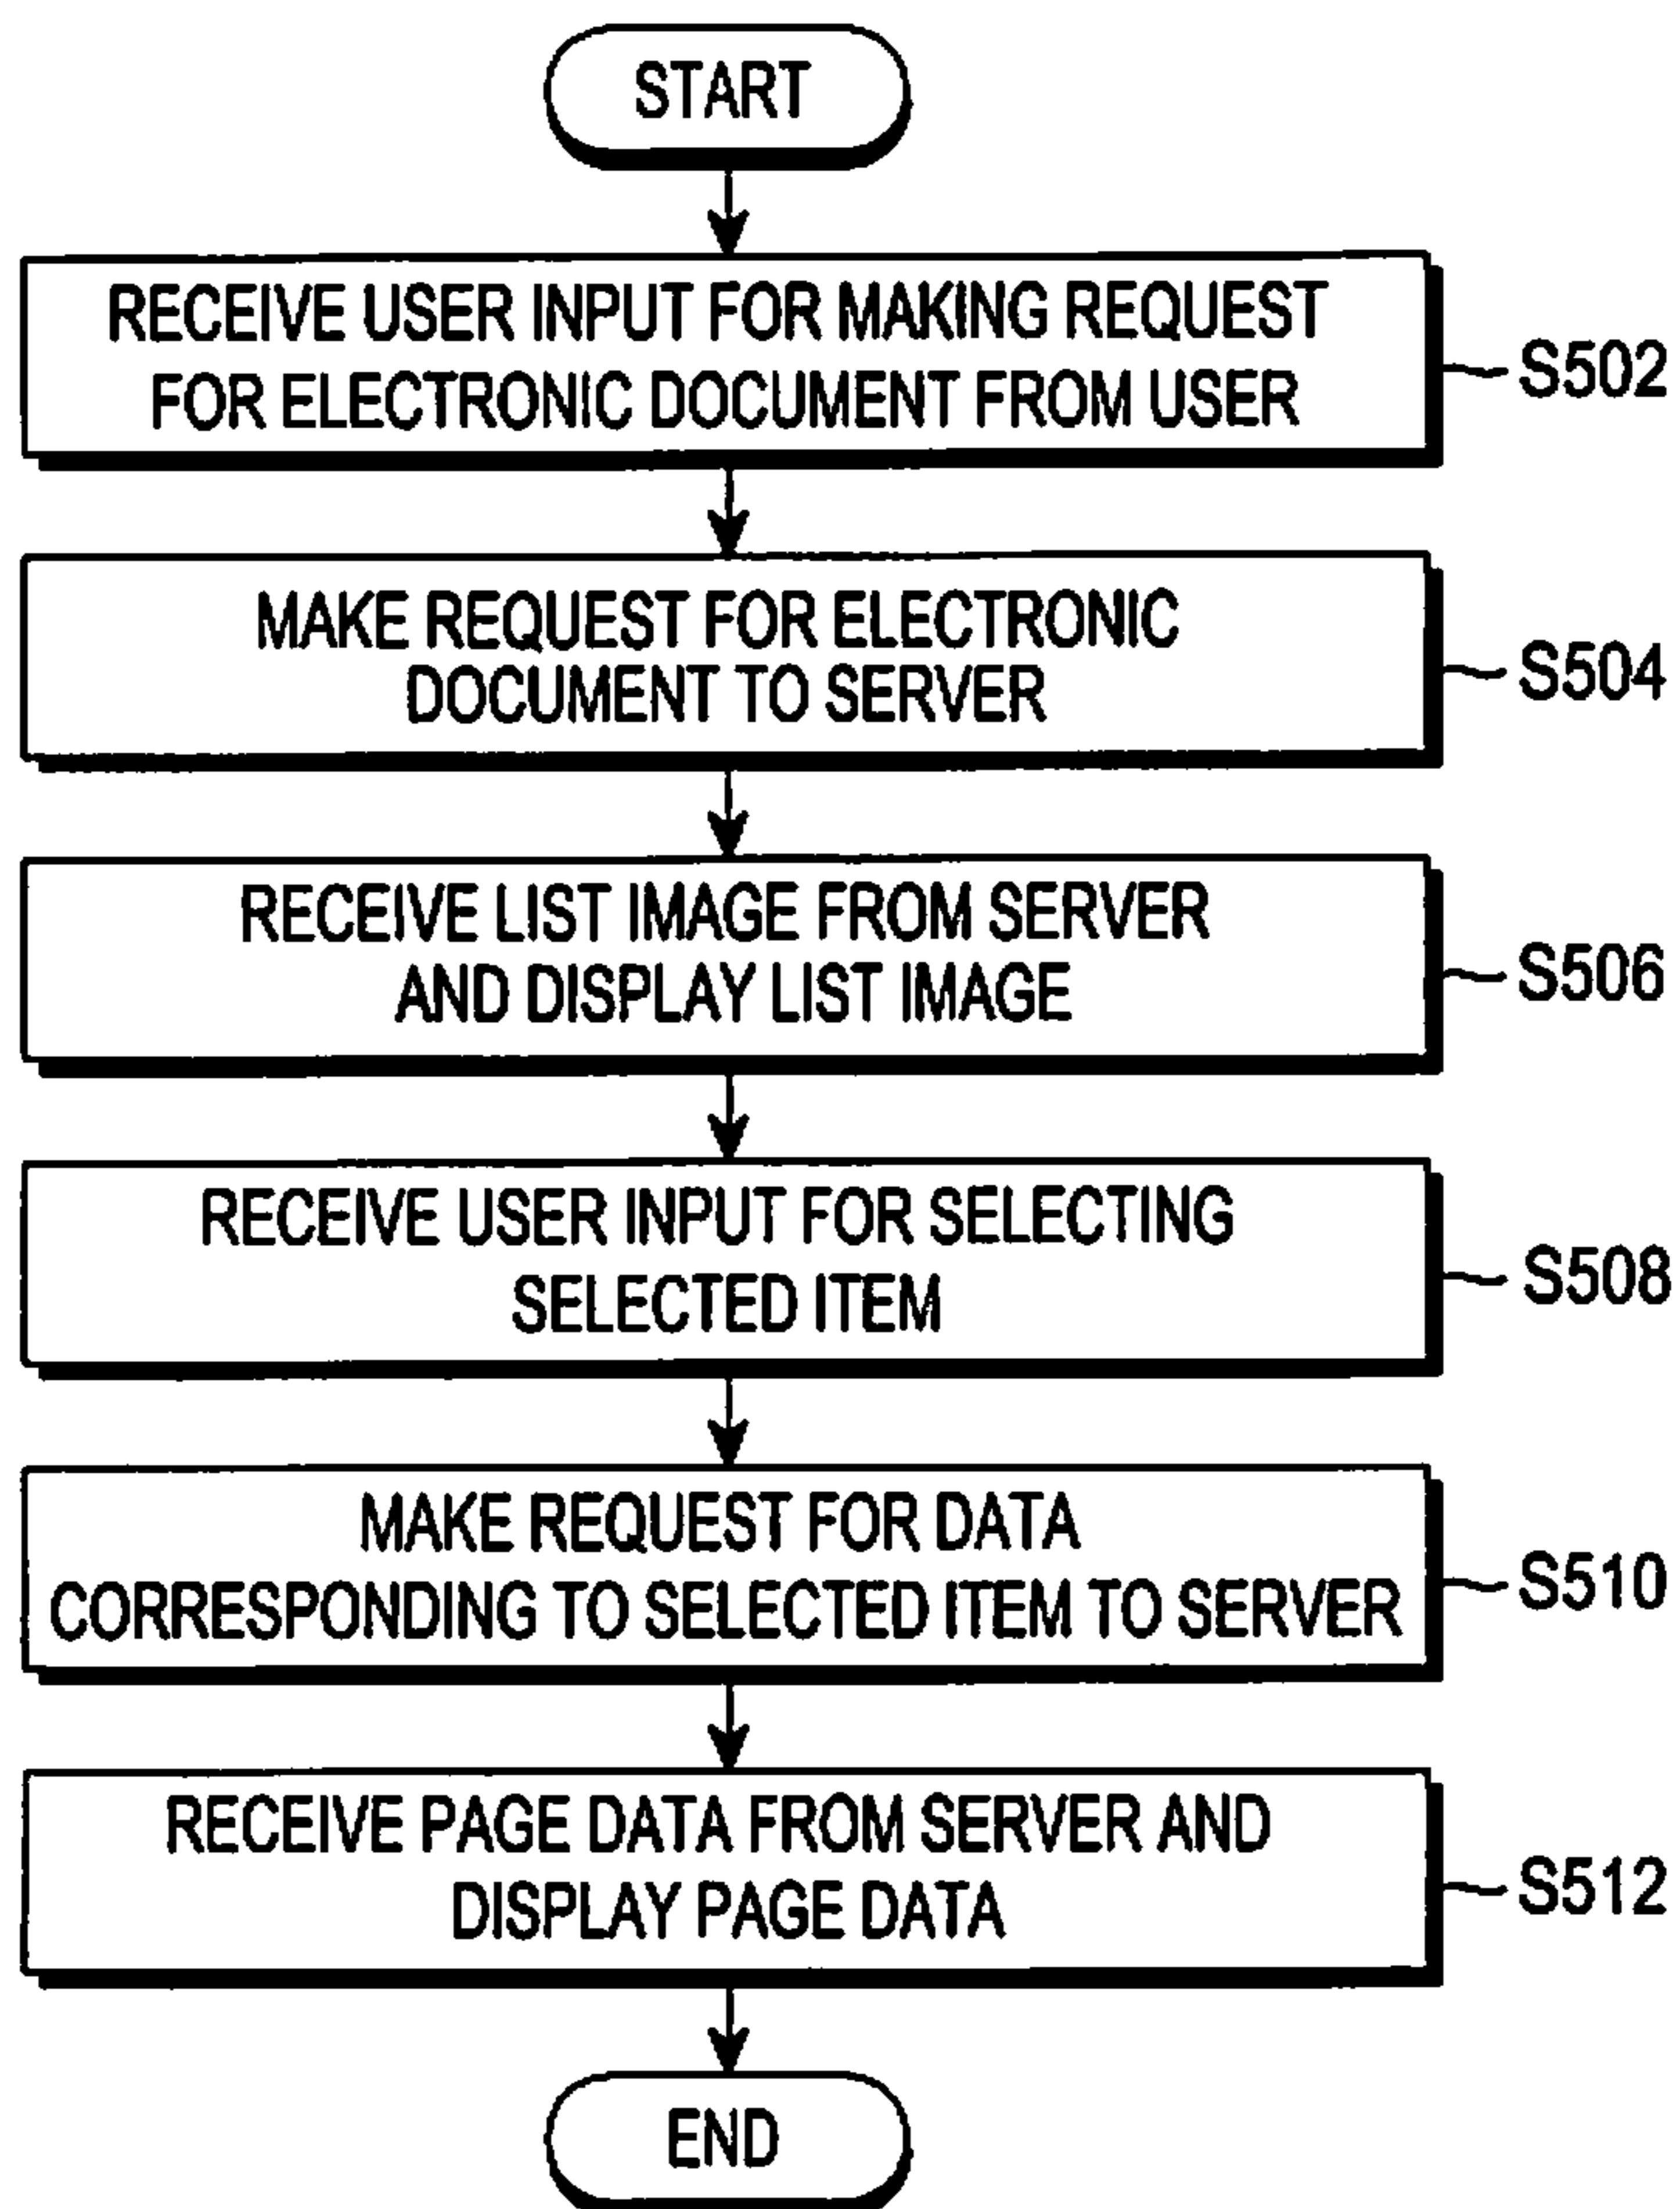 START
RECEIVE USER INPUT FOR MAKING REQUEST
FOR ELECTRONIC DOCUMENT FROM USER
S502
MAKE REQUEST FOR ELECTRONIC
DOCUMENT TO SERVER
S504
RECEIVE LIST IMAGE FROM SERVER
AND DISPLAY LIST IMAGE
S506
RECEIVE USER INPUT FOR SELECTING
SELECTED ITEM
S508
MAKE REQUEST FOR DATA
CORRESPONDING TO SELECTED ITEM TO SERVER
S510
RECEIVE PAGE DATA FROM SERVER AND
DISPLAY PAGE DATA
S512
END